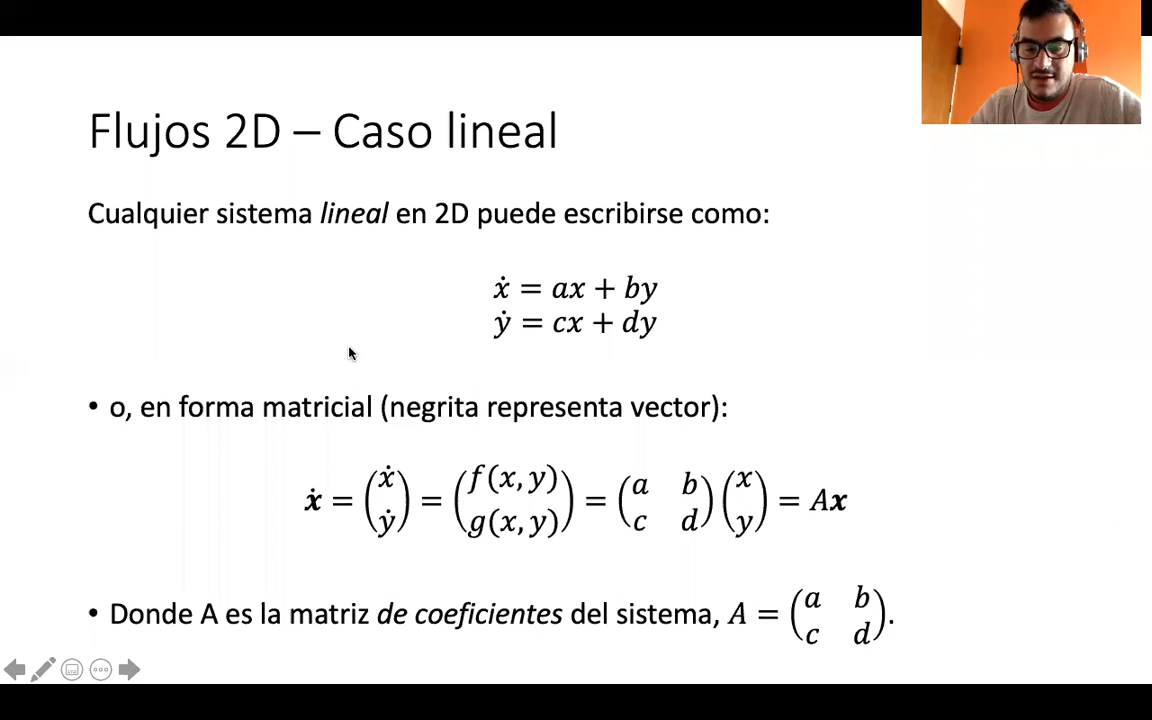 Flujos 2D – Caso lineal
Cualquier sistema lineal en 2D puede escribirse como:
ẋ = ax + by
ẏ = cx + dy
• o, en forma matricial (negrita representa vector):
ẋ = (ẋ ẏ) = (f(x, y) g(x, y)) = (a b c d) (x y) = Ax
• Donde A es la matriz de coeficientes del sistema, A = (a b c d).